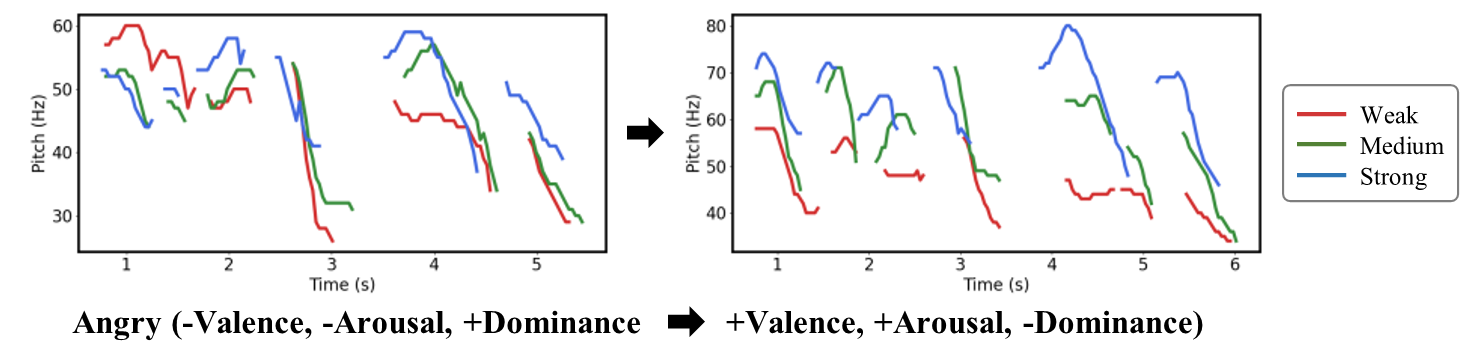 60
50
40
30
Pitch (Hz)
1 2 3 4 5
Time (s)
80
70
60
50
40
Pitch (Hz)
1 2 3 4 5 6
Time (s)
Weak
Medium
Strong
Angry (-Valence, -Arousal, +Dominance
+Valence, +Arousal, -Dominance)